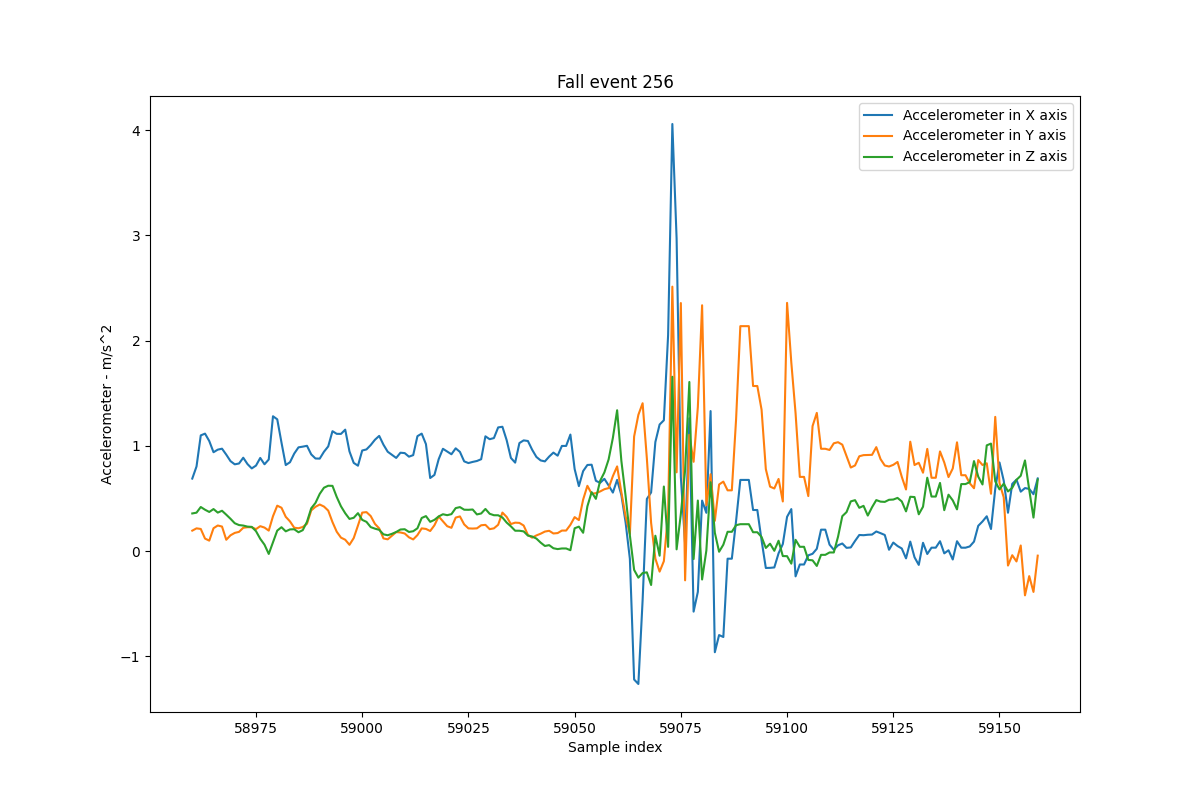 Fall event 256
Accelerometer in X axis
Accelerometer in Y axis
Accelerometer in Z axis
4
3
2
1
0
−1
Accelerometer - m/s^2
58975 59000 59025 59050 59075 59100 59125 59150
Sample index